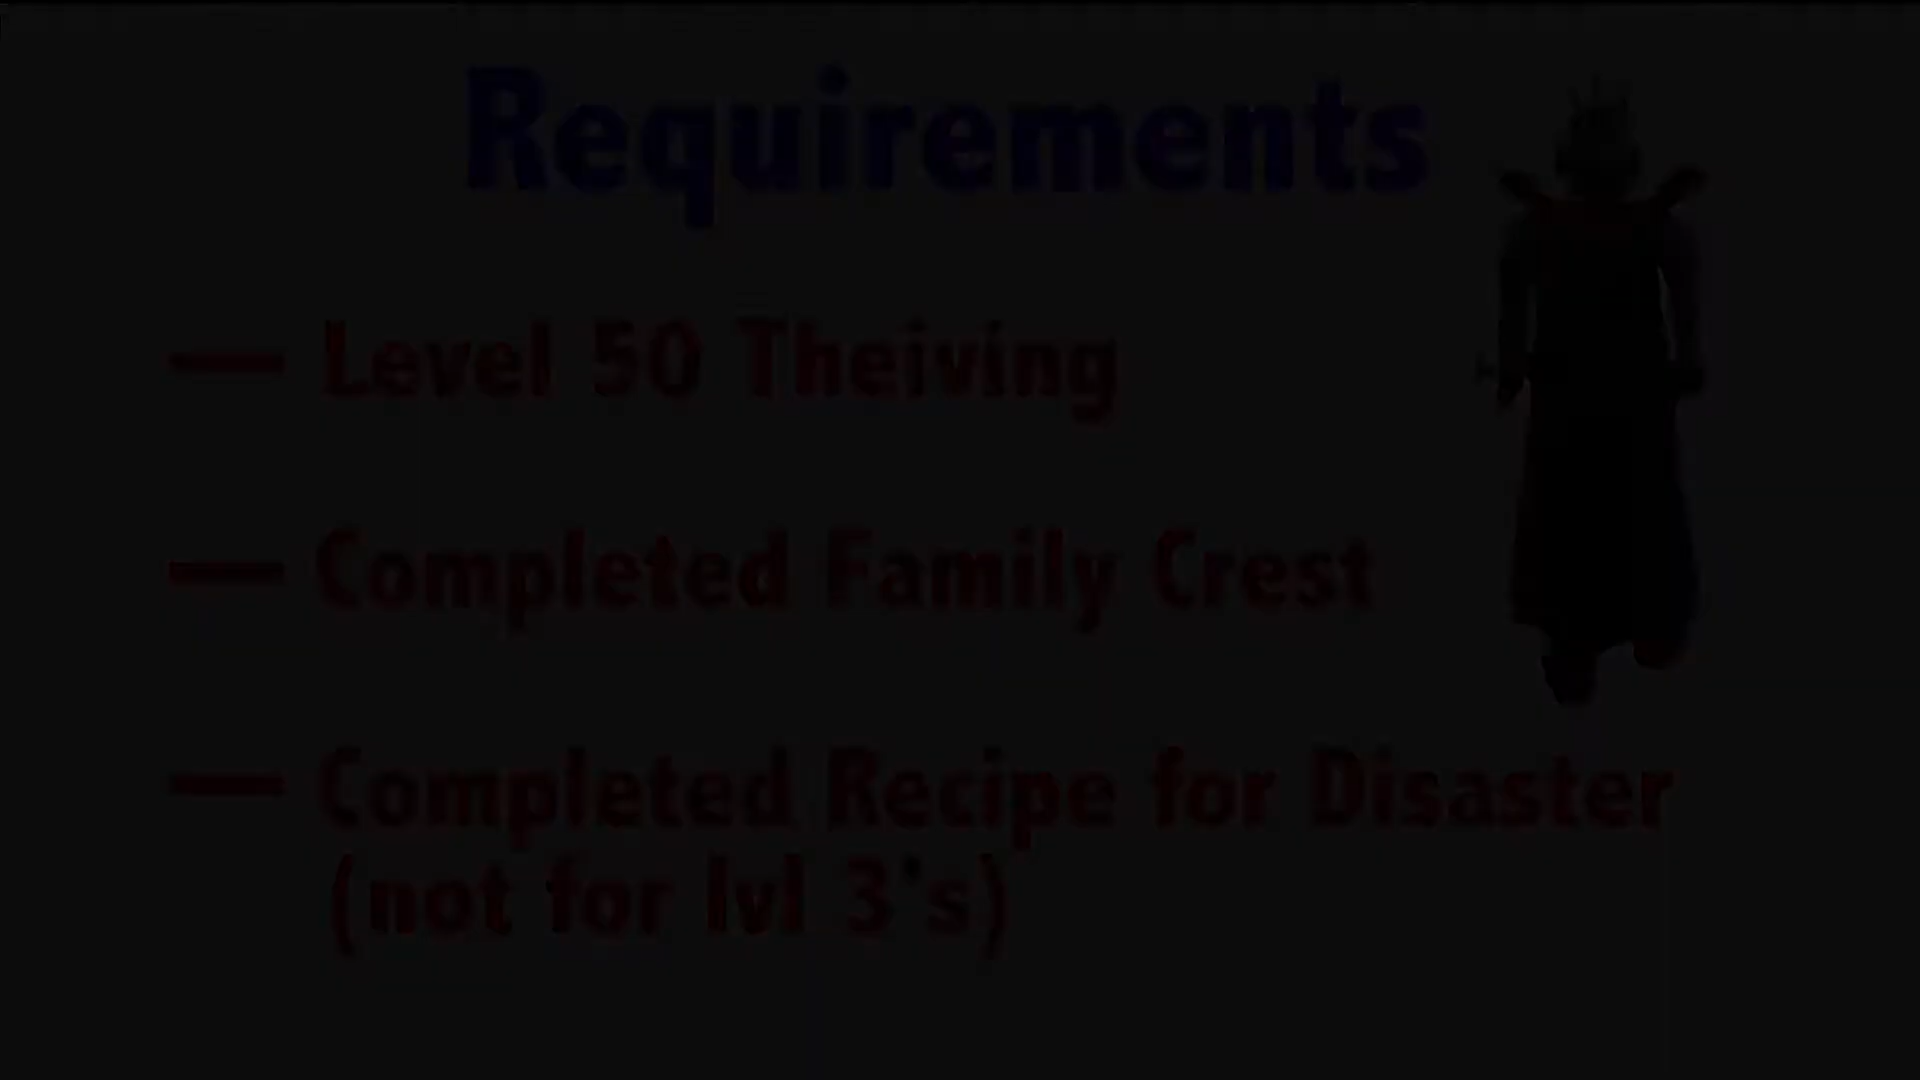 Requirements
— Level 50 Theiving
— Completed Family Crest
— Completed Recipe for Disaster
(not for lvl 3's)